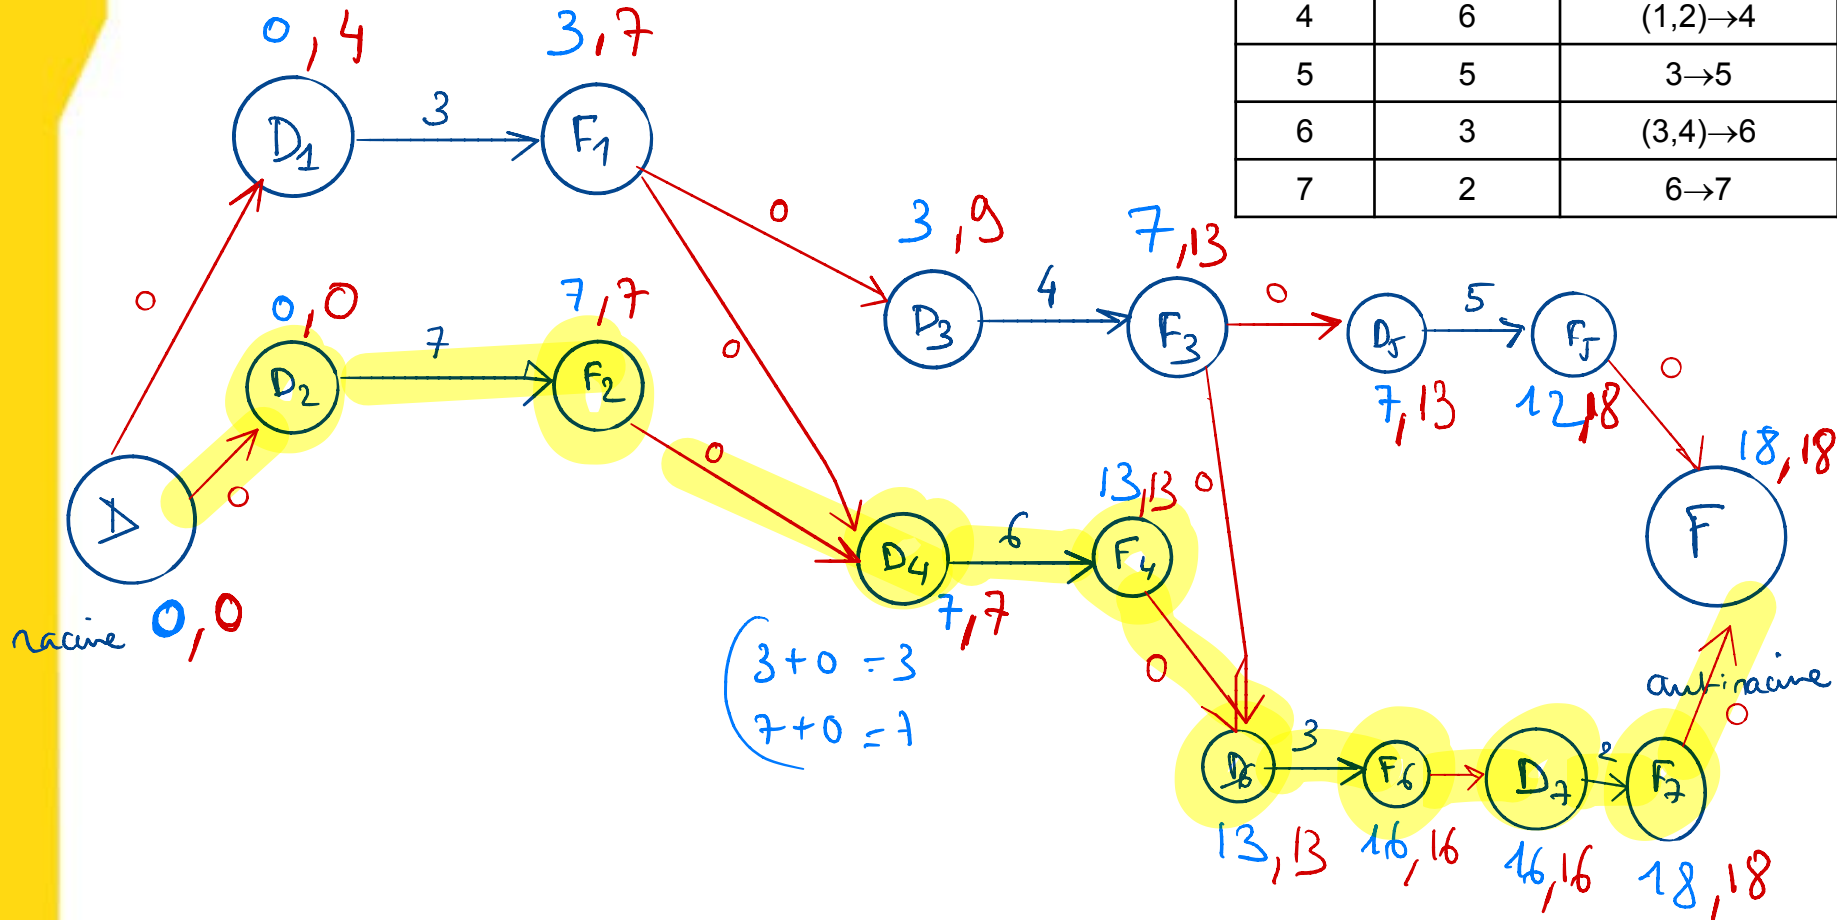 4 6 (1,2)→4
5 5 3→5
6 3 (3,4)→6
7 2 6→7
0,4
3,7
D1
3
F1
0
3,9
7,13
0
0,0
7,7
D3
4
F3
0
D5
5
F5
0
D2
7
F2
0
7,13
12,18
18,18
0
0
D
D4
6
F4
13,13
0
F
racine 0,0
7,7
3+0=3
7+0=7
0
antiracine
0
D6
3
F6
D7
2
F7
13,13
16,16
16,16
18,18